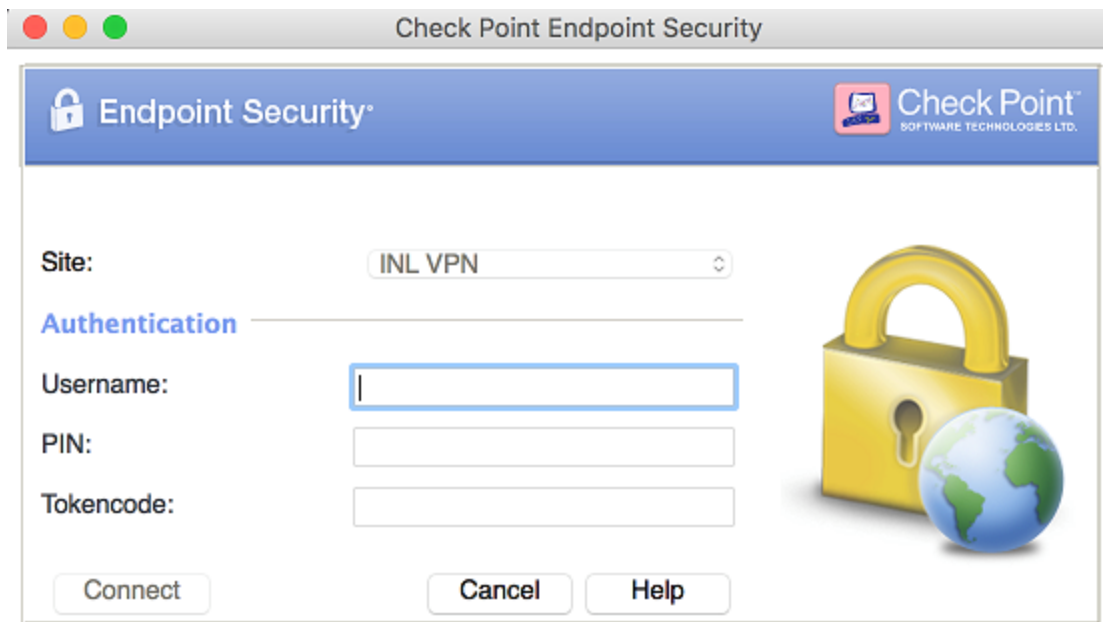 Check Point Endpoint Security
Endpoint Security
Check Point™
SOFTWARE TECHNOLOGIES LTD.
Site:
INL VPN
Authentication
Username:
PIN:
Tokencode:
Connect
Cancel
Help